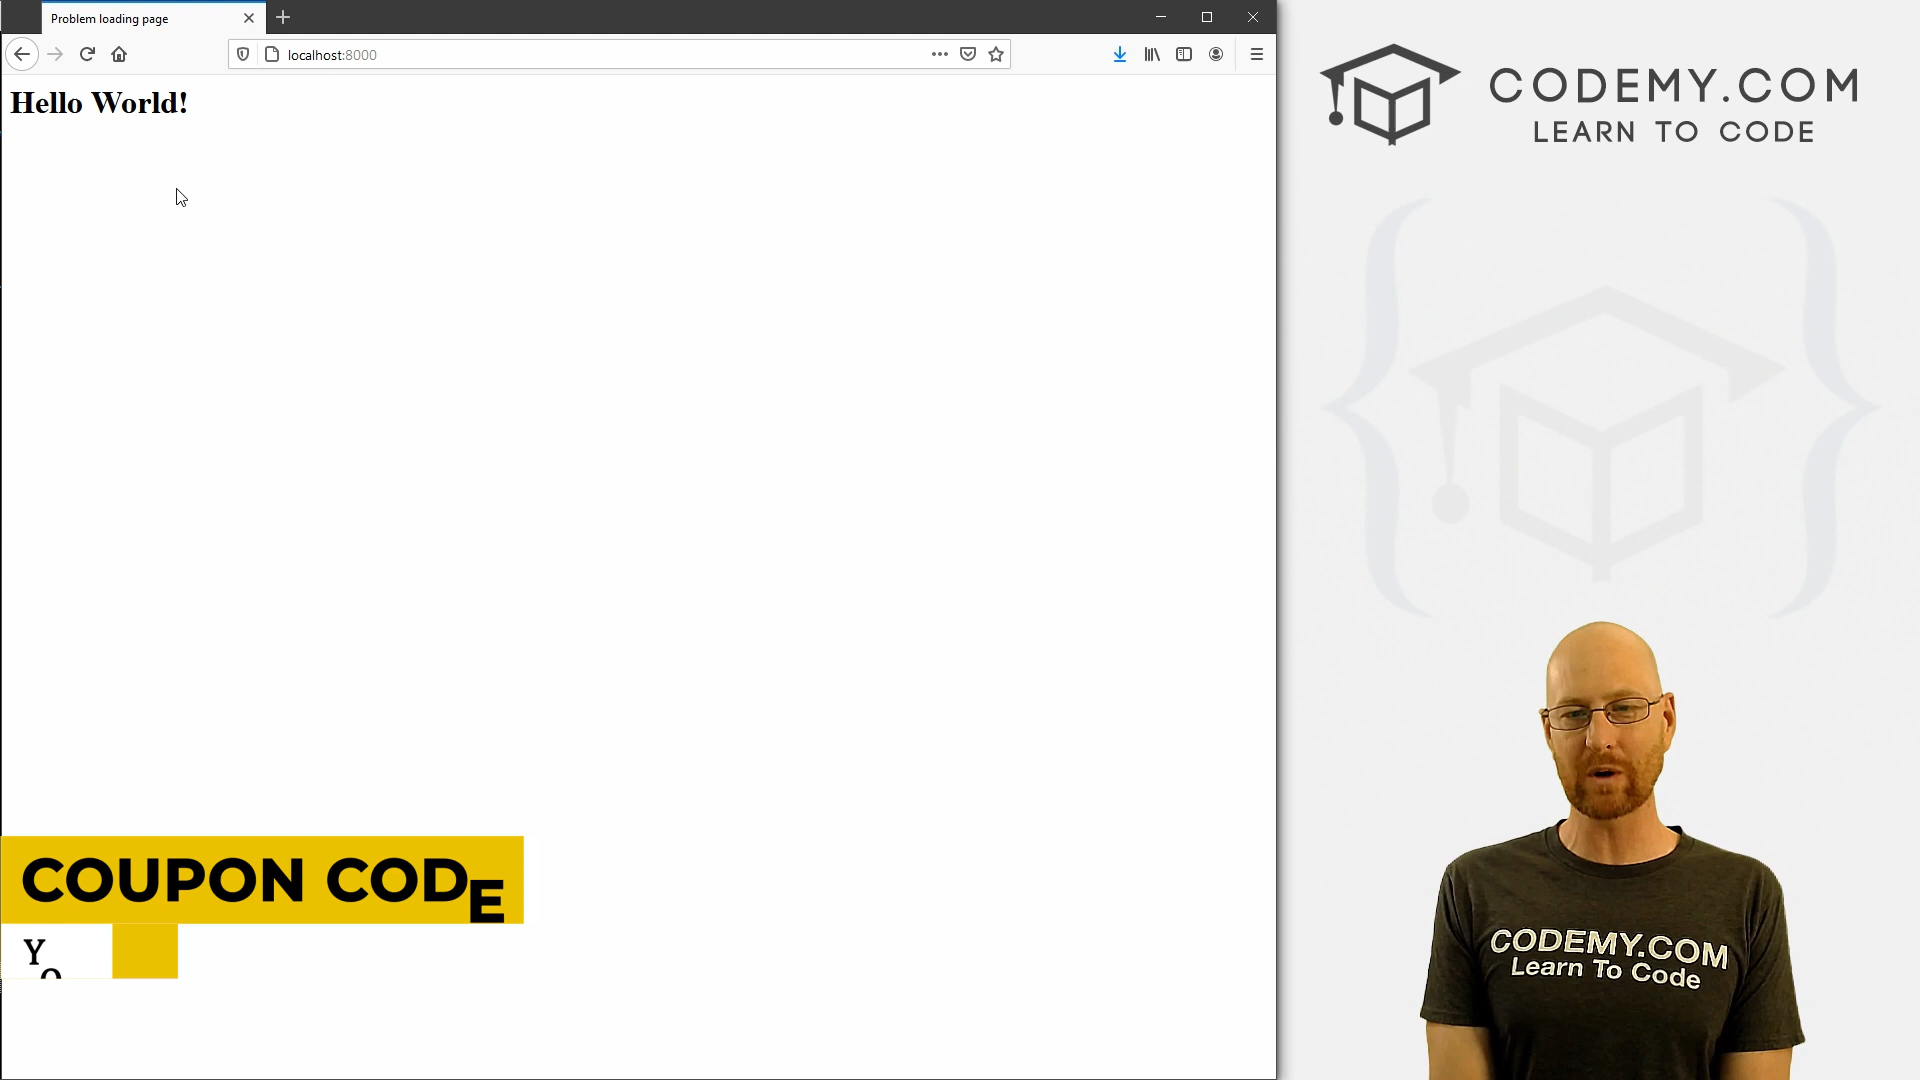 Problem loading page
localhost:8000
Hello World!
CODEMY.COM
LEARN TO CODE
COUPON CODE
YO
CODEMY.COM
Learn To Code